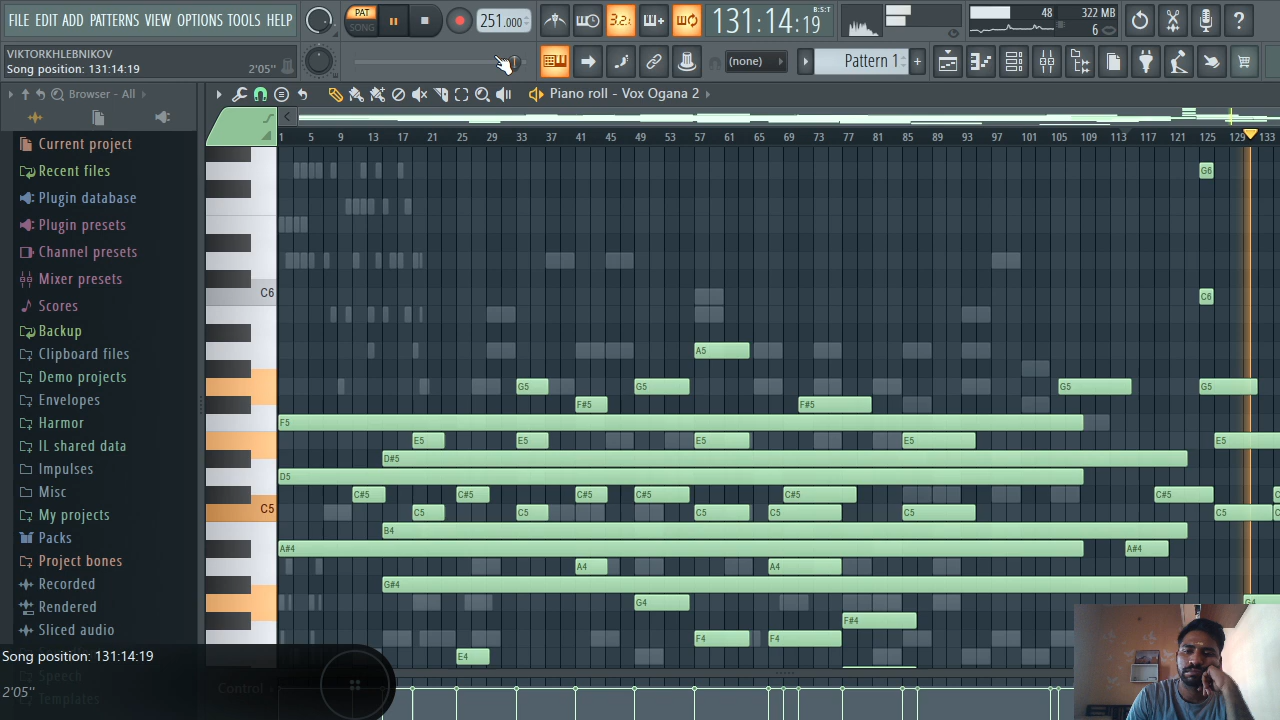 FILE EDIT ADD PATTERNS VIEW OPTIONS TOOLS HELP
PAT
SONG
251.000
3.2.
131:14:19
B:S:T
48
322 MB
6
VIKTORKHLEBNIKOV
Song position: 131:14:19
2'05"
(none)
Pattern 1
Browser - All
Piano roll - Vox Ogana 2
1 5 9 13 17 21 25 29 33 37 41 45 49 53 57 61 65 69 73 77 81 85 89 93 97 101 105 109 113 117 121 125 129 133
Current project
Recent files
Plugin database
Plugin presets
Channel presets
Mixer presets
Scores
Backup
Clipboard files
Demo projects
Envelopes
Harmor
IL shared data
Impulses
Misc
My projects
Packs
Project bones
Recorded
Rendered
Sliced audio
Speech
Templates
G6
C6
C6
A5
G5 G5 G5 G5
F#5 F#5
F5
E5 E5 E5 E5 E5
D#5
D5
C#5 C#5 C#5 C#5 C#5 C#5
C5
C5 C5 C5 C5 C5 C5
B4
A#4 A#4
A4 A4
G#4
G4 G4
F#4
F4 F4
E4
Control
Song position: 131:14:19
2'05"